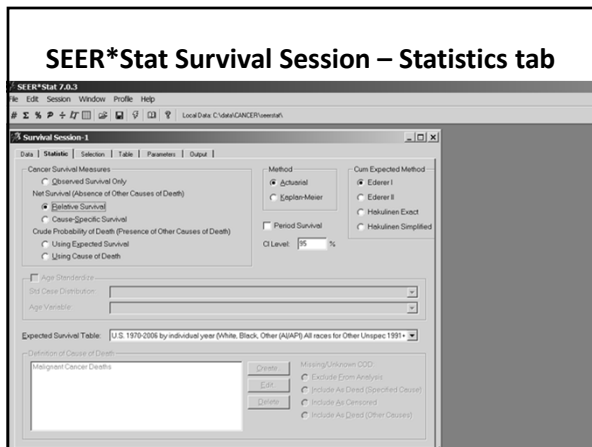 SEER*Stat Survival Session – Statistics tab
SEER*Stat 7.0.3
File Edit Session Window Profile Help
Local Data: C:\data\CANCER\seerstat\
Survival Session-1
Data Statistic Selection Table Parameters Output
Cancer Survival Measures
Observed Survival Only
Net Survival (Absence of Other Causes of Death)
Relative Survival
Cause-Specific Survival
Crude Probability of Death (Presence of Other Causes of Death)
Using Expected Survival
Using Cause of Death
Method
Actuarial
Kaplan-Meier
Period Survival
CI Level: 95 %
Cum Expected Method
Ederer I
Ederer II
Hakulinen Exact
Hakulinen Simplified
Age Standardize
Std Case Distribution:
Age Variable:
Expected Survival Table: U.S. 1970-2006 by individual year (White, Black, Other (AI/API) All races for Other Unspec 1991+
Definition of Cause of Death
Malignant Cancer Deaths
Create
Edit
Delete
Missing/Unknown COD:
Exclude From Analysis
Include As Dead (Specified Cause)
Include As Censored
Include As Dead (Other Causes)